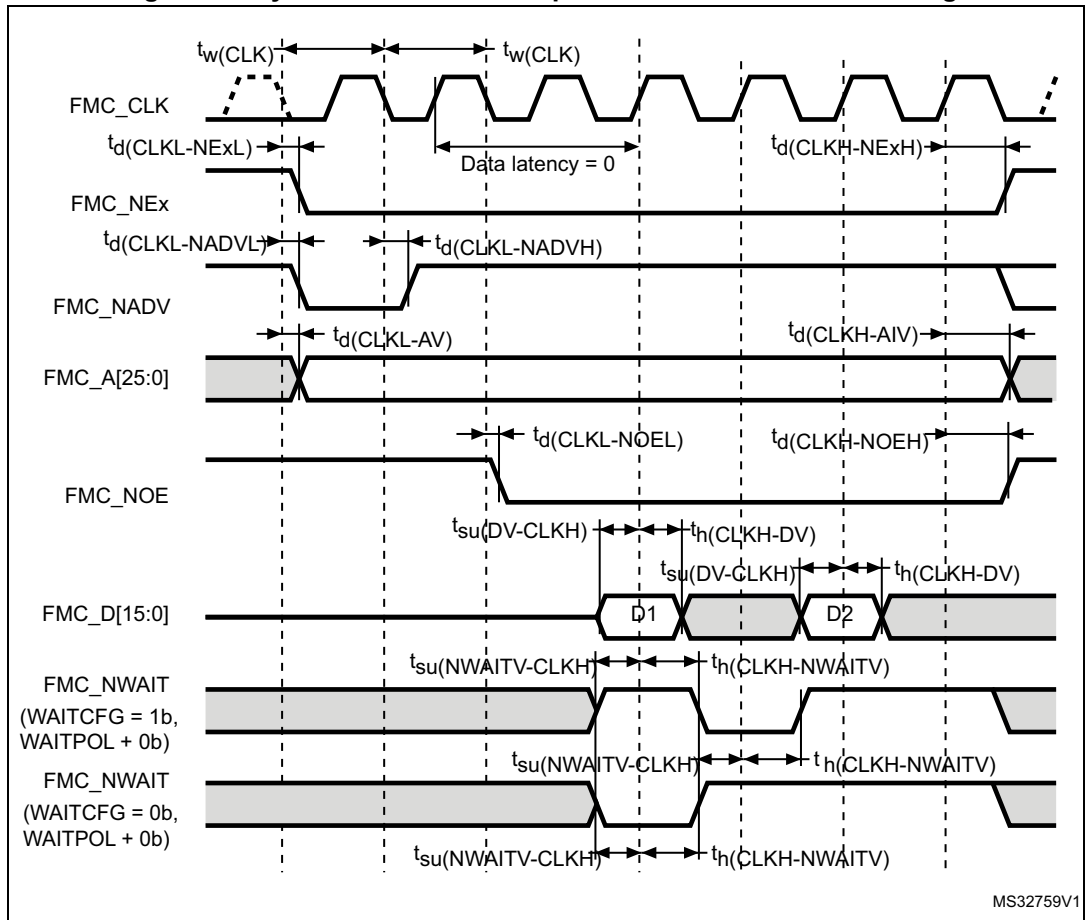 tw(CLK)
tw(CLK)
FMC_CLK
td(CLKL-NExL)
Data latency = 0
td(CLKH-NExH)
FMC_NEx
td(CLKL-NADVL)
td(CLKL-NADVH)
FMC_NADV
td(CLKL-AV)
td(CLKH-AIV)
FMC_A[25:0]
td(CLKL-NOEL)
td(CLKH-NOEH)
FMC_NOE
tsu(DV-CLKH)
th(CLKH-DV)
tsu(DV-CLKH)
th(CLKH-DV)
FMC_D[15:0]
D1
D2
tsu(NWAITV-CLKH)
th(CLKH-NWAITV)
FMC_NWAIT
(WAITCFG = 1b,
WAITPOL + 0b)
tsu(NWAITV-CLKH)
t h(CLKH-NWAITV)
FMC_NWAIT
(WAITCFG = 0b,
WAITPOL + 0b)
tsu(NWAITV-CLKH)
th(CLKH-NWAITV)
MS32759V1